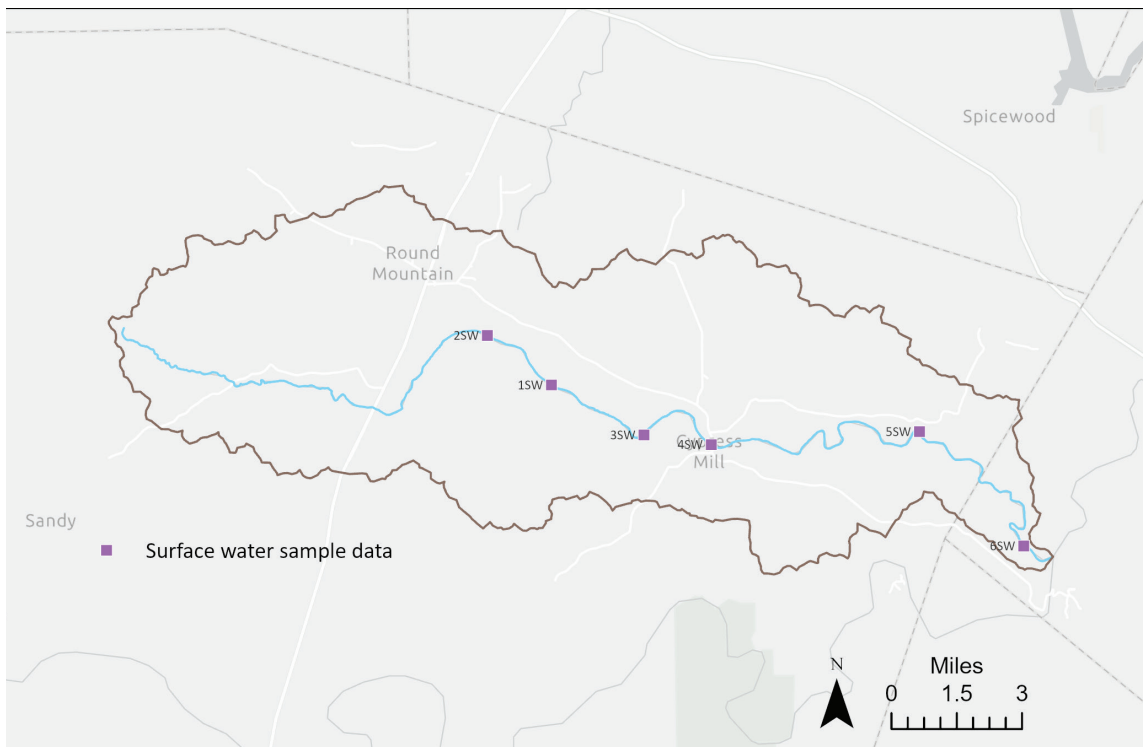 Spicewood
Round
Mountain
2SW
1SW
3SW
Cypress
4SW
Mill
5SW
Sandy
6SW
Surface water sample data
N
Miles
0 1.5 3